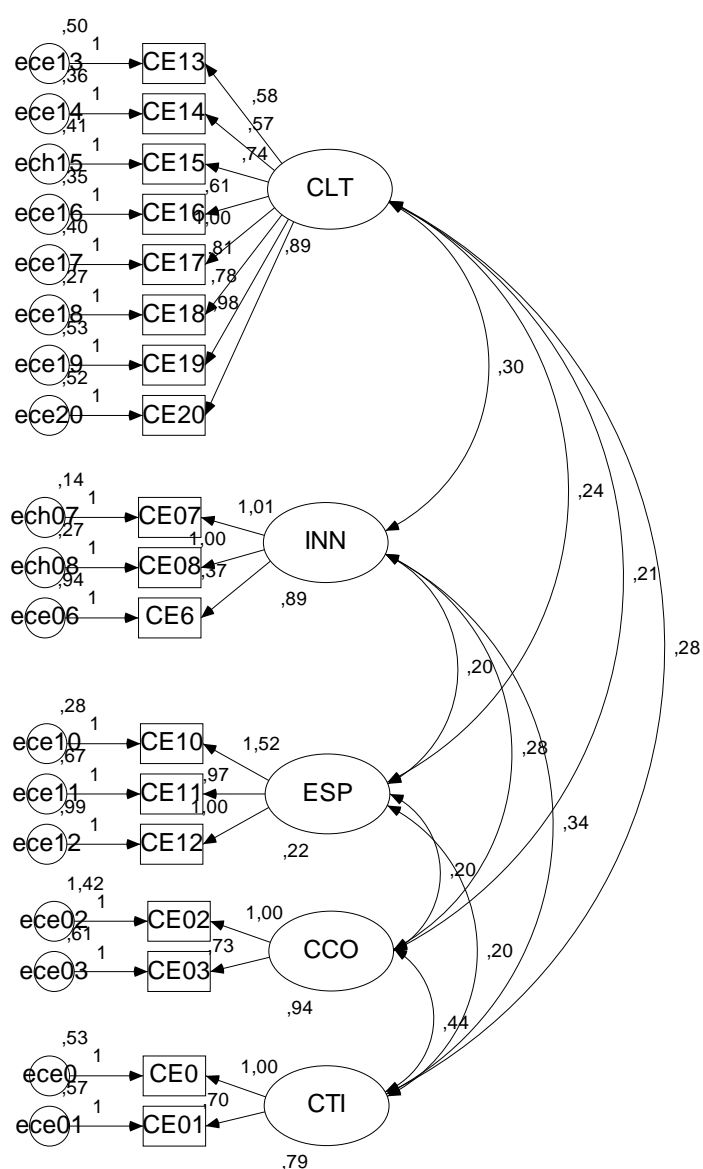 ,50
1
ece13
CE13
,36
1
ece14
CE14
,41
1
ech15
CE15
,35
1
ece16
CE16
,40
1
ece17
CE17
,27
1
ece18
CE18
,53
1
ece19
CE19
,52
1
ece20
CE20
,58
,57
,74
,61
1,00
,81
,78
,98
CLT
,89
,14
1
ech07
CE07
,27
1
ech08
CE08
,94
1
ece06
CE6
1,01
1,00
,37
INN
,89
,28
1
ece10
CE10
,67
1
ece11
CE11
,99
1
ece12
CE12
1,52
,97
1,00
ESP
,22
1,42
1
ece02
CE02
,61
1
ece03
CE03
1,00
,73
CCO
,94
,53
1
ece0
CE0
,57
1
ece01
CE01
1,00
,70
CTI
,79
,30
,24
,21
,28
,20
,28
,34
,20
,20
,44